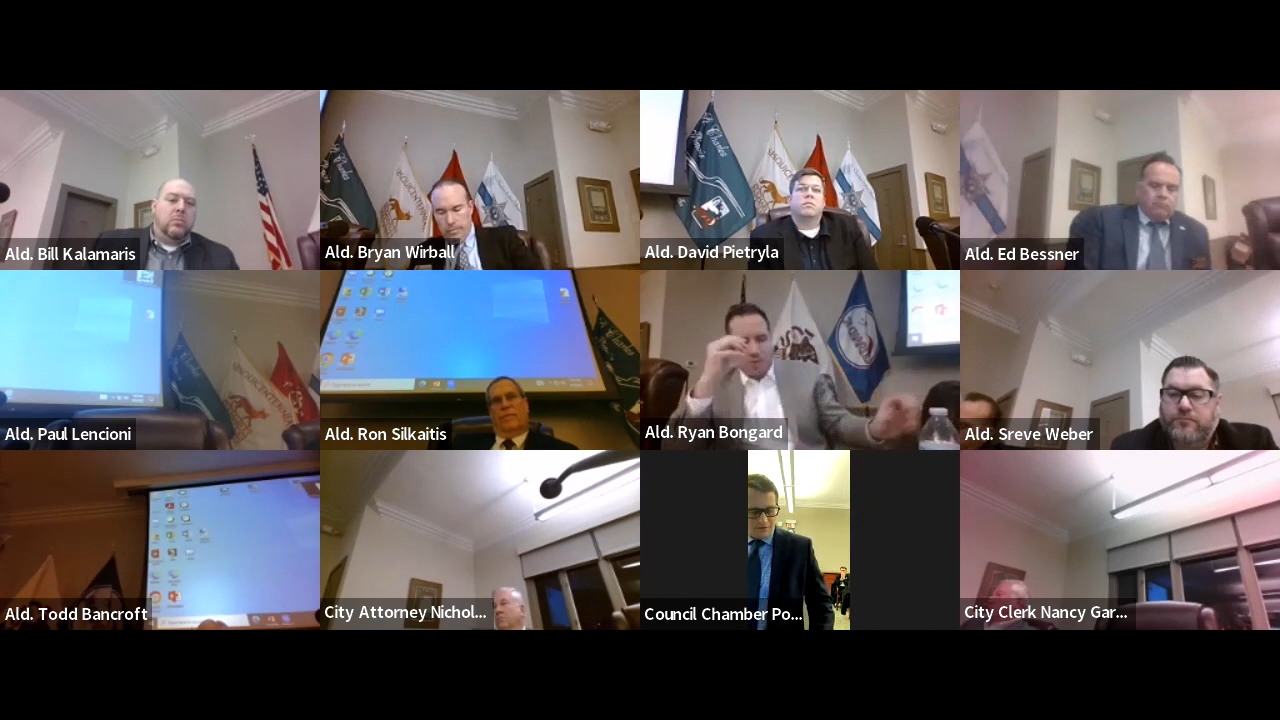 Ald. Bill Kalamaris
Ald. Bryan Wirball
Ald. David Pietryla
Ald. Ed Bessner
Ald. Paul Lencioni
Ald. Ron Silkaitis
Ald. Ryan Bongard
Ald. Sreve Weber
Ald. Todd Bancroft
City Attorney Nichol...
Council Chamber Po...
City Clerk Nancy Gar...